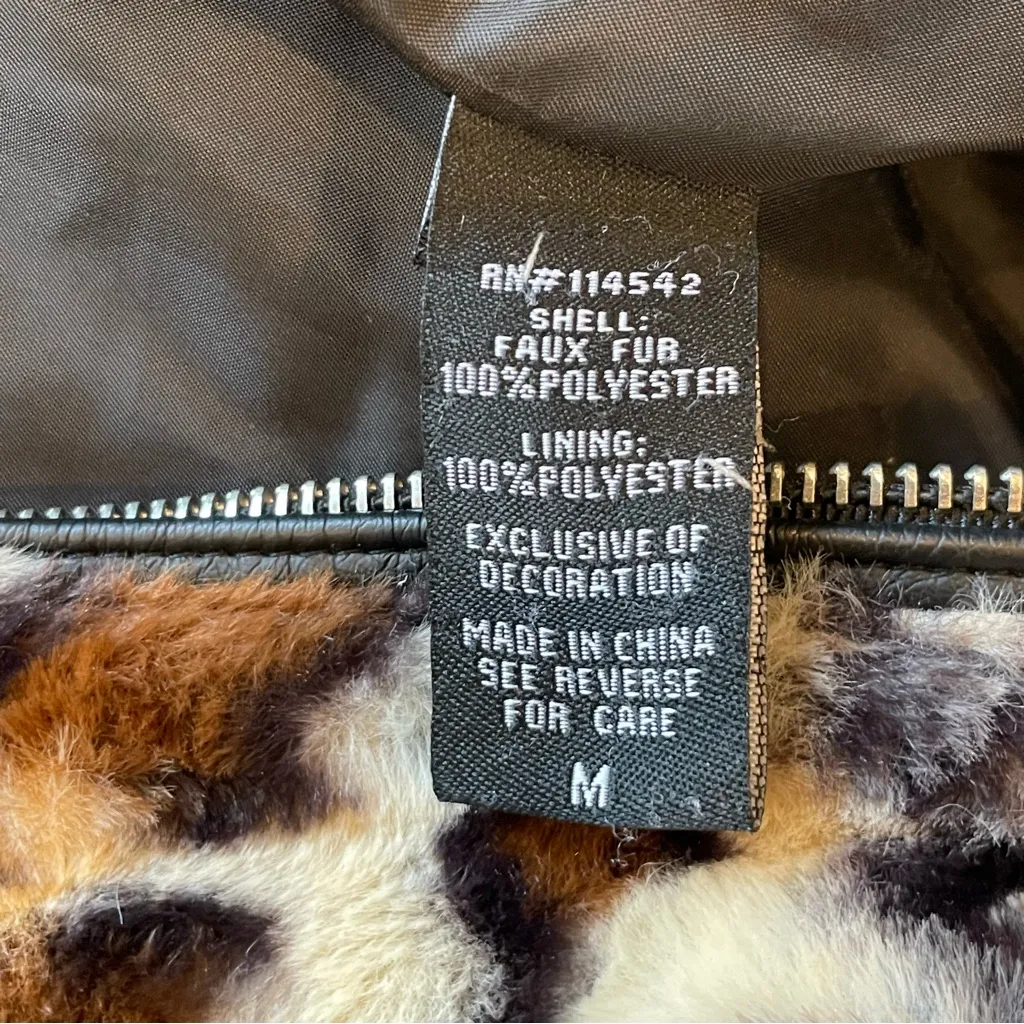 RN#114542
SHELL:
FAUX FUR
100%POLYESTER
LINING:
100%POLYESTER
EXCLUSIVE OF
DECORATION
MADE IN CHINA
SEE REVERSE
FOR CARE
M